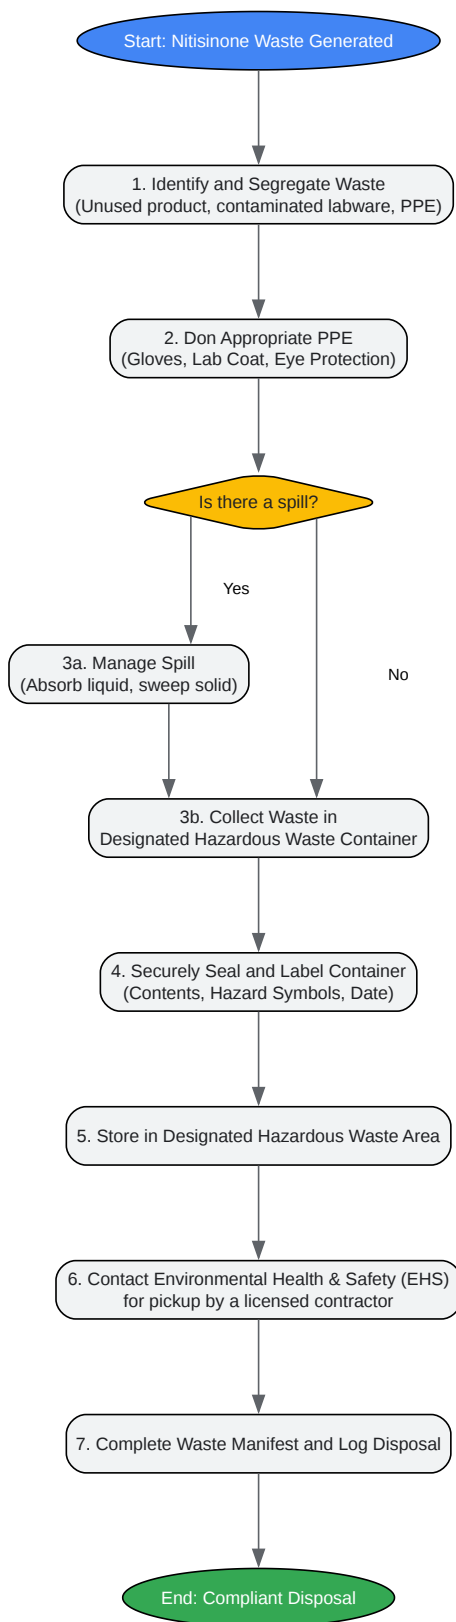 Start: Nitisinone Waste Generated
1. Identify and Segregate Waste
(Unused product, contaminated labware, PPE)
2. Don Appropriate PPE
(Gloves, Lab Coat, Eye Protection)
Is there a spill?
Yes
3a. Manage Spill
(Absorb liquid, sweep solid)
No
3b. Collect Waste in
Designated Hazardous Waste Container
4. Securely Seal and Label Container
(Contents, Hazard Symbols, Date)
5. Store in Designated Hazardous Waste Area
6. Contact Environmental Health & Safety (EHS)
for pickup by a licensed contractor
7. Complete Waste Manifest and Log Disposal
End: Compliant Disposal